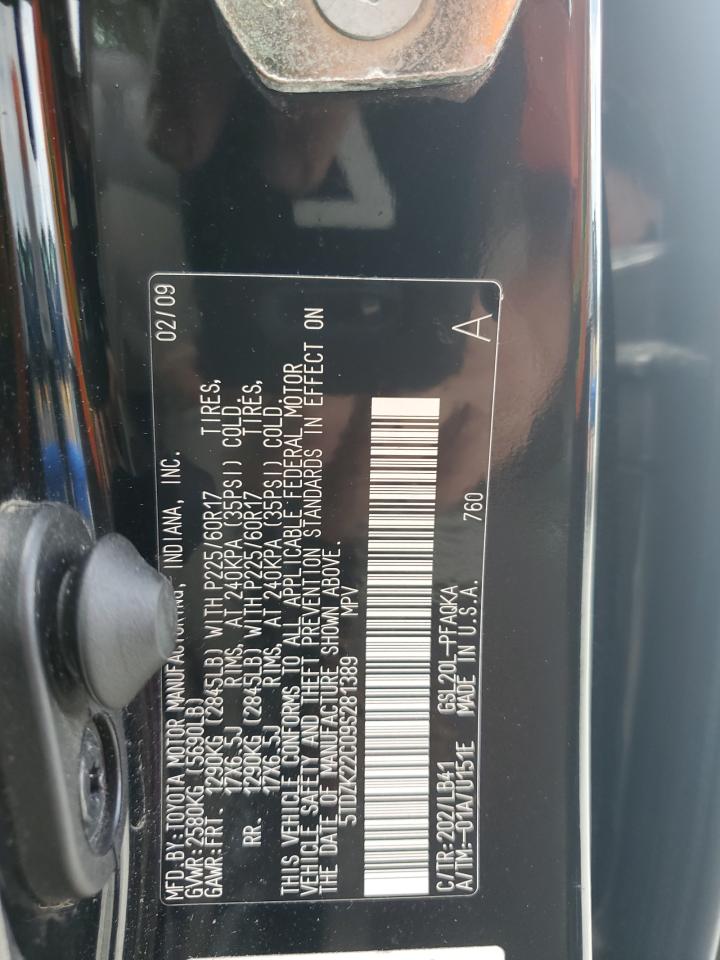 MFD.BY:TOYOTA MOTOR MANUFACTURING, INDIANA, INC. 02/09
GVWR:2580KG (5690LB)
GAWR:FRT. 1290KG (2845LB) WITH P225/60R17 TIRES,
17X6.5J RIMS, AT 240KPA (35PSI) COLD.
RR. 1290KG (2845LB) WITH P225/60R17 TIRES,
17X6.5J RIMS, AT 240KPA (35PSI) COLD.
THIS VEHICLE CONFORMS TO ALL APPLICABLE FEDERAL MOTOR
VEHICLE SAFETY AND THEFT PREVENTION STANDARDS IN EFFECT ON
THE DATE OF MANUFACTURE SHOWN ABOVE.
5TDZK22C09S281389 MPV
C/TR:202/LB41 GSL20L-PFAQKA 760 A
A/TM:-01A/U151E MADE IN U.S.A.